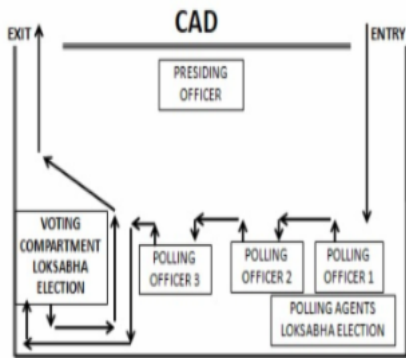 CAD
EXIT
ENTRY
PRESIDING
OFFICER
VOTING
COMPARTMENT
LOKSABHA
ELECTION
POLLING
OFFICER 3
POLLING
OFFICER 2
POLLING
OFFICER 1
POLLING AGENTS
LOKSABHA ELECTION